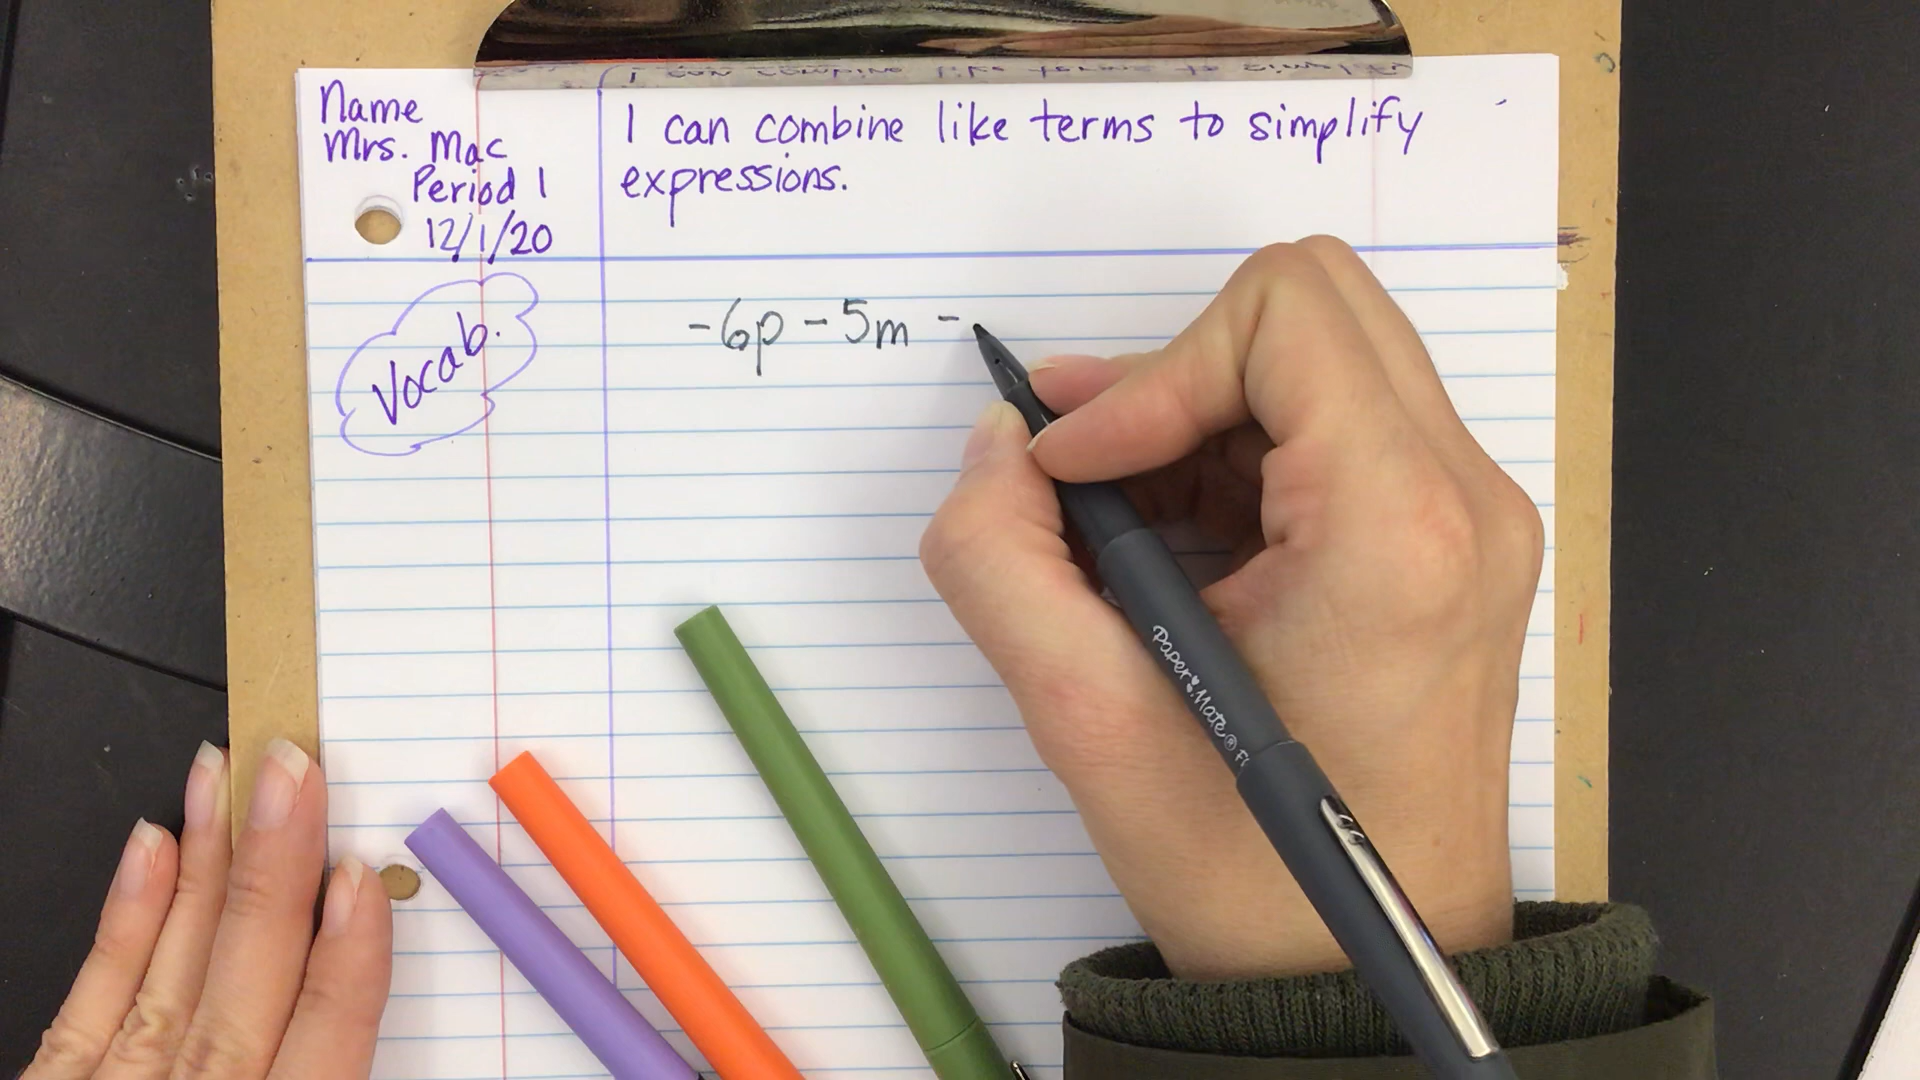 Name
Mrs. Mac
Period 1
12/1/20
I can combine like terms to simplify
expressions.
Vocab.
-6p - 5m -
Paper Mate®